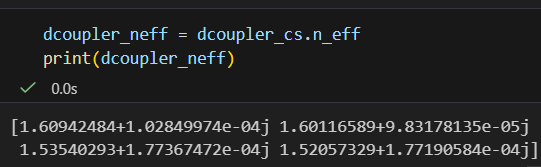 dcoupler_neff = dcoupler_cs.n_eff
print(dcoupler_neff)
0.0s
[1.60942484+1.02849974e-04j 1.60116589+9.83178135e-05j
1.53540293+1.77367472e-04j 1.52057329+1.77190584e-04j]